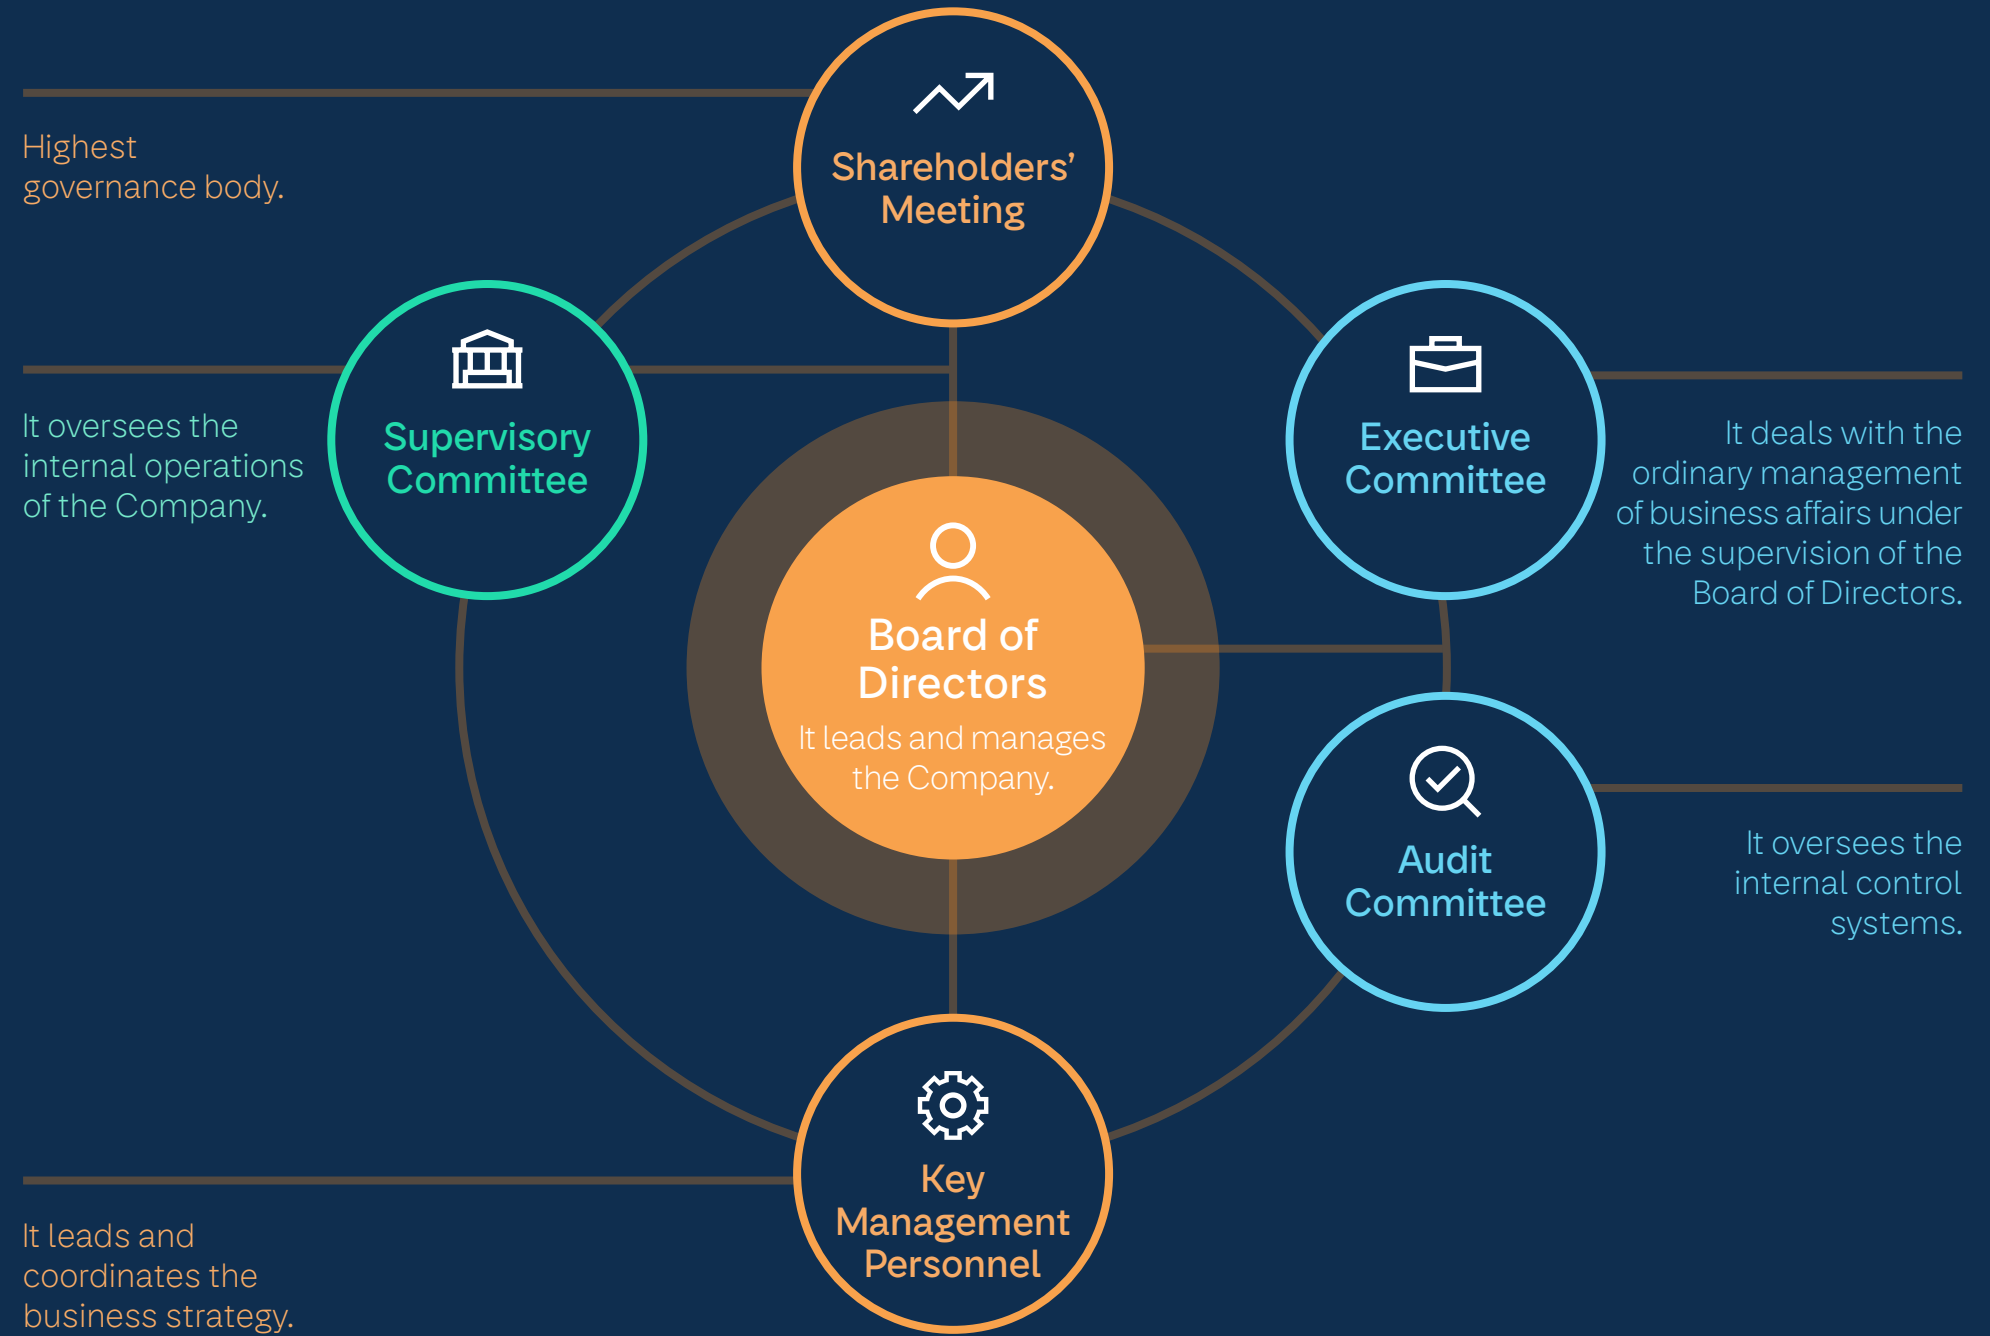 Shareholders’
Meeting
Highest
governance body.
Supervisory
Committee
It oversees the
internal operations
of the Company.
Executive
Committee
It deals with the
ordinary management
of business affairs under
the supervision of the
Board of Directors.
Board of
Directors
It leads and manages
the Company.
Audit
Committee
It oversees the
internal control
systems.
Key
Management
Personnel
It leads and
coordinates the
business strategy.